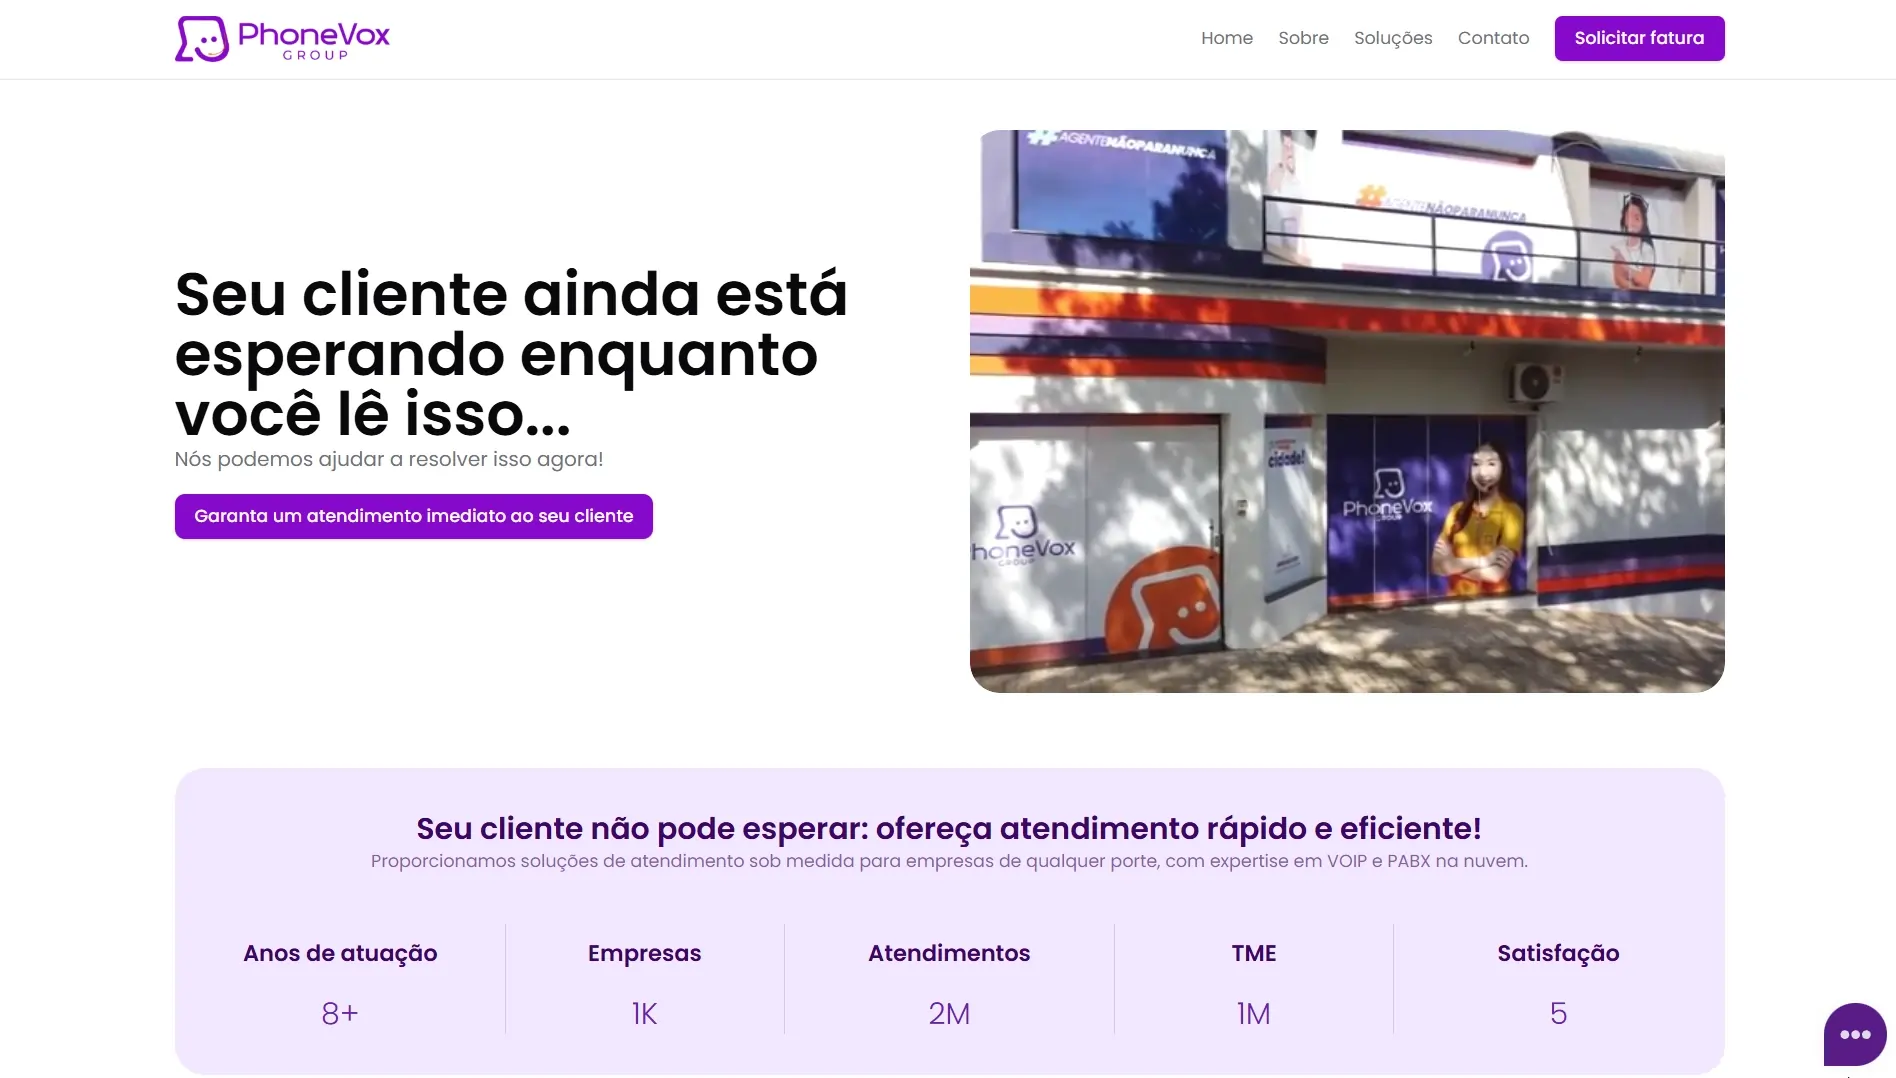 PhoneVox
GROUP
Home
Sobre
Soluções
Contato
Solicitar fatura
#AGENTENÃOPARANUNCA
#AGENTENÃOPARANUNCA
Seu cliente ainda está
esperando enquanto
você lê isso...
Nós podemos ajudar a resolver isso agora!
Garanta um atendimento imediato ao seu cliente
cidade!
PhoneVox
GROUP
honeVox
GROUP
Seu cliente não pode esperar: ofereça atendimento rápido e eficiente!
Proporcionamos soluções de atendimento sob medida para empresas de qualquer porte, com expertise em VOIP e PABX na nuvem.
Anos de atuação
8+
Empresas
1K
Atendimentos
2M
TME
1M
Satisfação
5